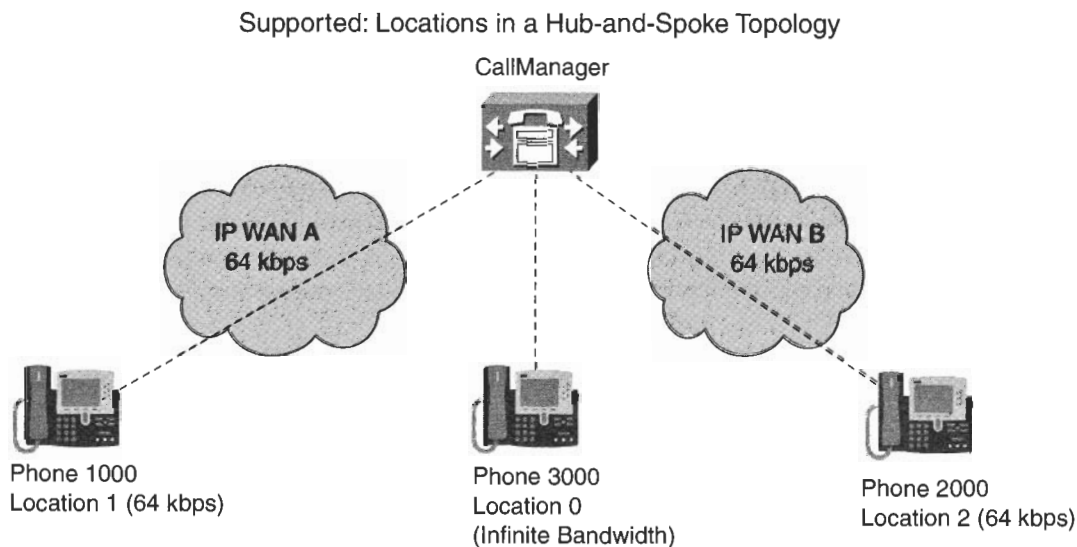 Supported: Locations in a Hub-and-Spoke Topology
CallManager
IP WAN A
64 kbps
IP WAN B
64 kbps
Phone 1000
Location 1 (64 kbps)
Phone 3000
Location 0
(Infinite Bandwidth)
Phone 2000
Location 2 (64 kbps)